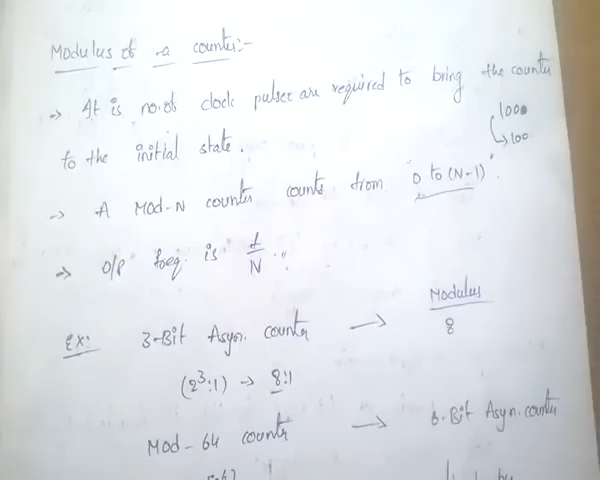 Modulus of a counter:-
→ It is no.of clock pulses are required to bring the counter
to the initial state.
1000
↳100
→ A MOD-N counter counts from "0 to (N-1)".
→ O/P freq. is f/N
Modulus
Ex: 3-Bit Asyn. counter → 8
(2³:1) → 8:1
Mod-64 counter → 6-Bit Asyn. counter